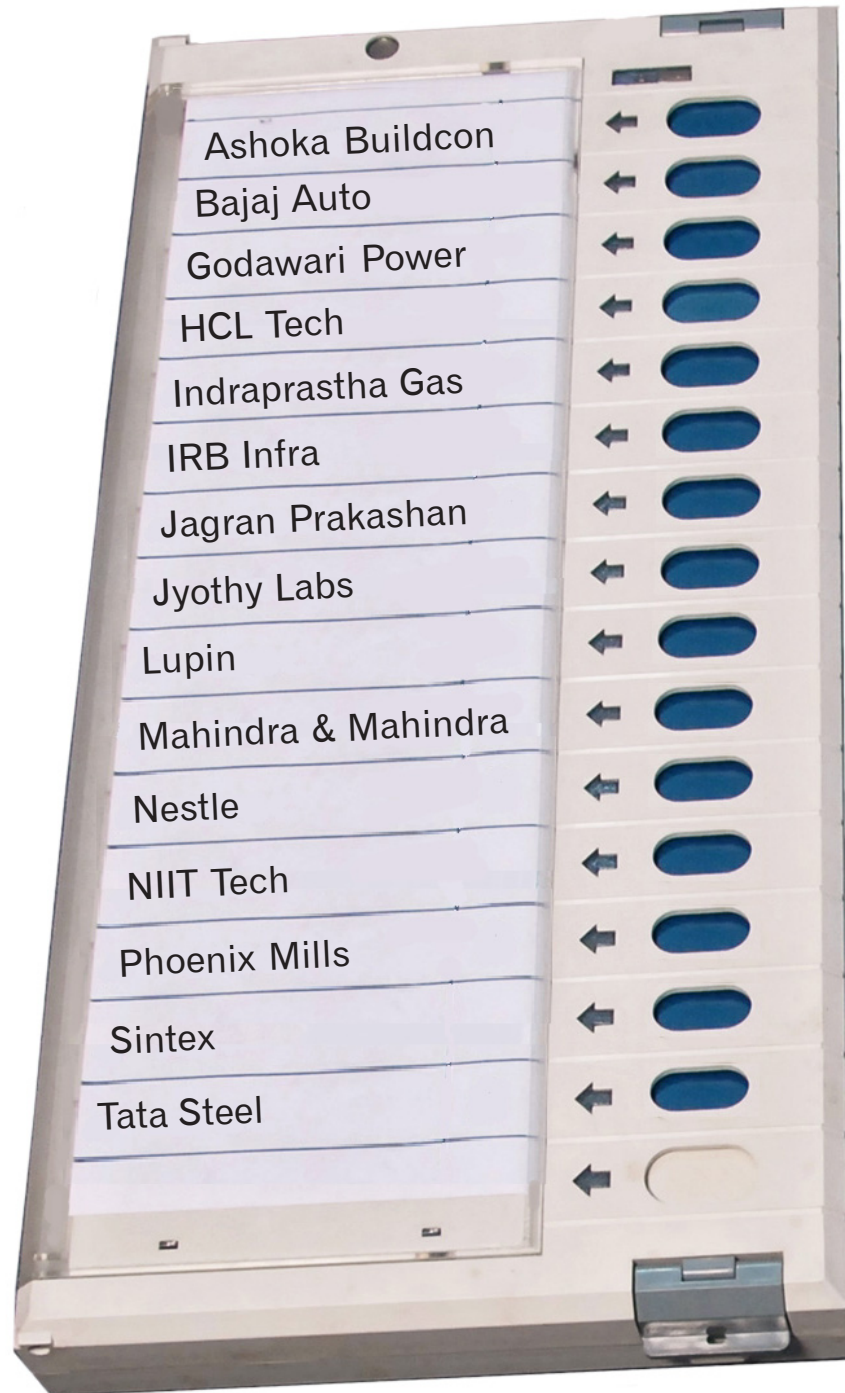 Ashoka Buildcon
Bajaj Auto
Godawari Power
HCL Tech
Indraprastha Gas
IRB Infra
Jagran Prakashan
Jyothy Labs
Lupin
Mahindra & Mahindra
Nestle
NIIT Tech
Phoenix Mills
Sintex
Tata Steel